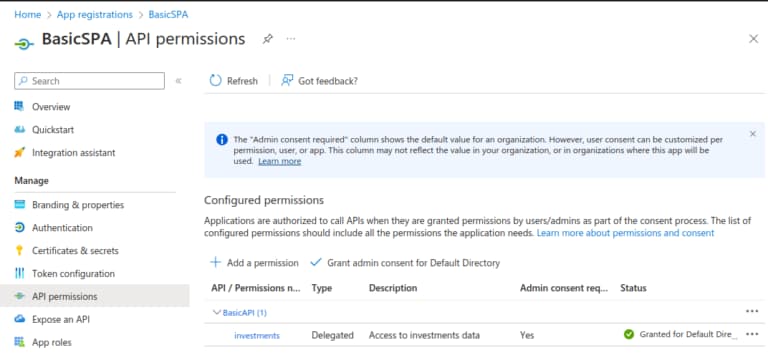 Home > App registrations > BasicSPA
BasicSPA | API permissions
Search
Refresh
Got feedback?
Overview
Quickstart
Integration assistant
Manage
Branding & properties
Authentication
Certificates & secrets
Token configuration
API permissions
Expose an API
App roles
The "Admin consent required" column shows the default value for an organization. However, user consent can be customized per
permission, user, or app. This column may not reflect the value in your organization, or in organizations where this app will be
used. Learn more
Configured permissions
Applications are authorized to call APIs when they are granted permissions by users/admins as part of the consent process. The list of
configured permissions should include all the permissions the application needs. Learn more about permissions and consent
Add a permission
Grant admin consent for Default Directory
API / Permissions n... Type Description Admin consent req... Status
BasicAPI (1)
investments Delegated Access to investments data Yes Granted for Default Dire...